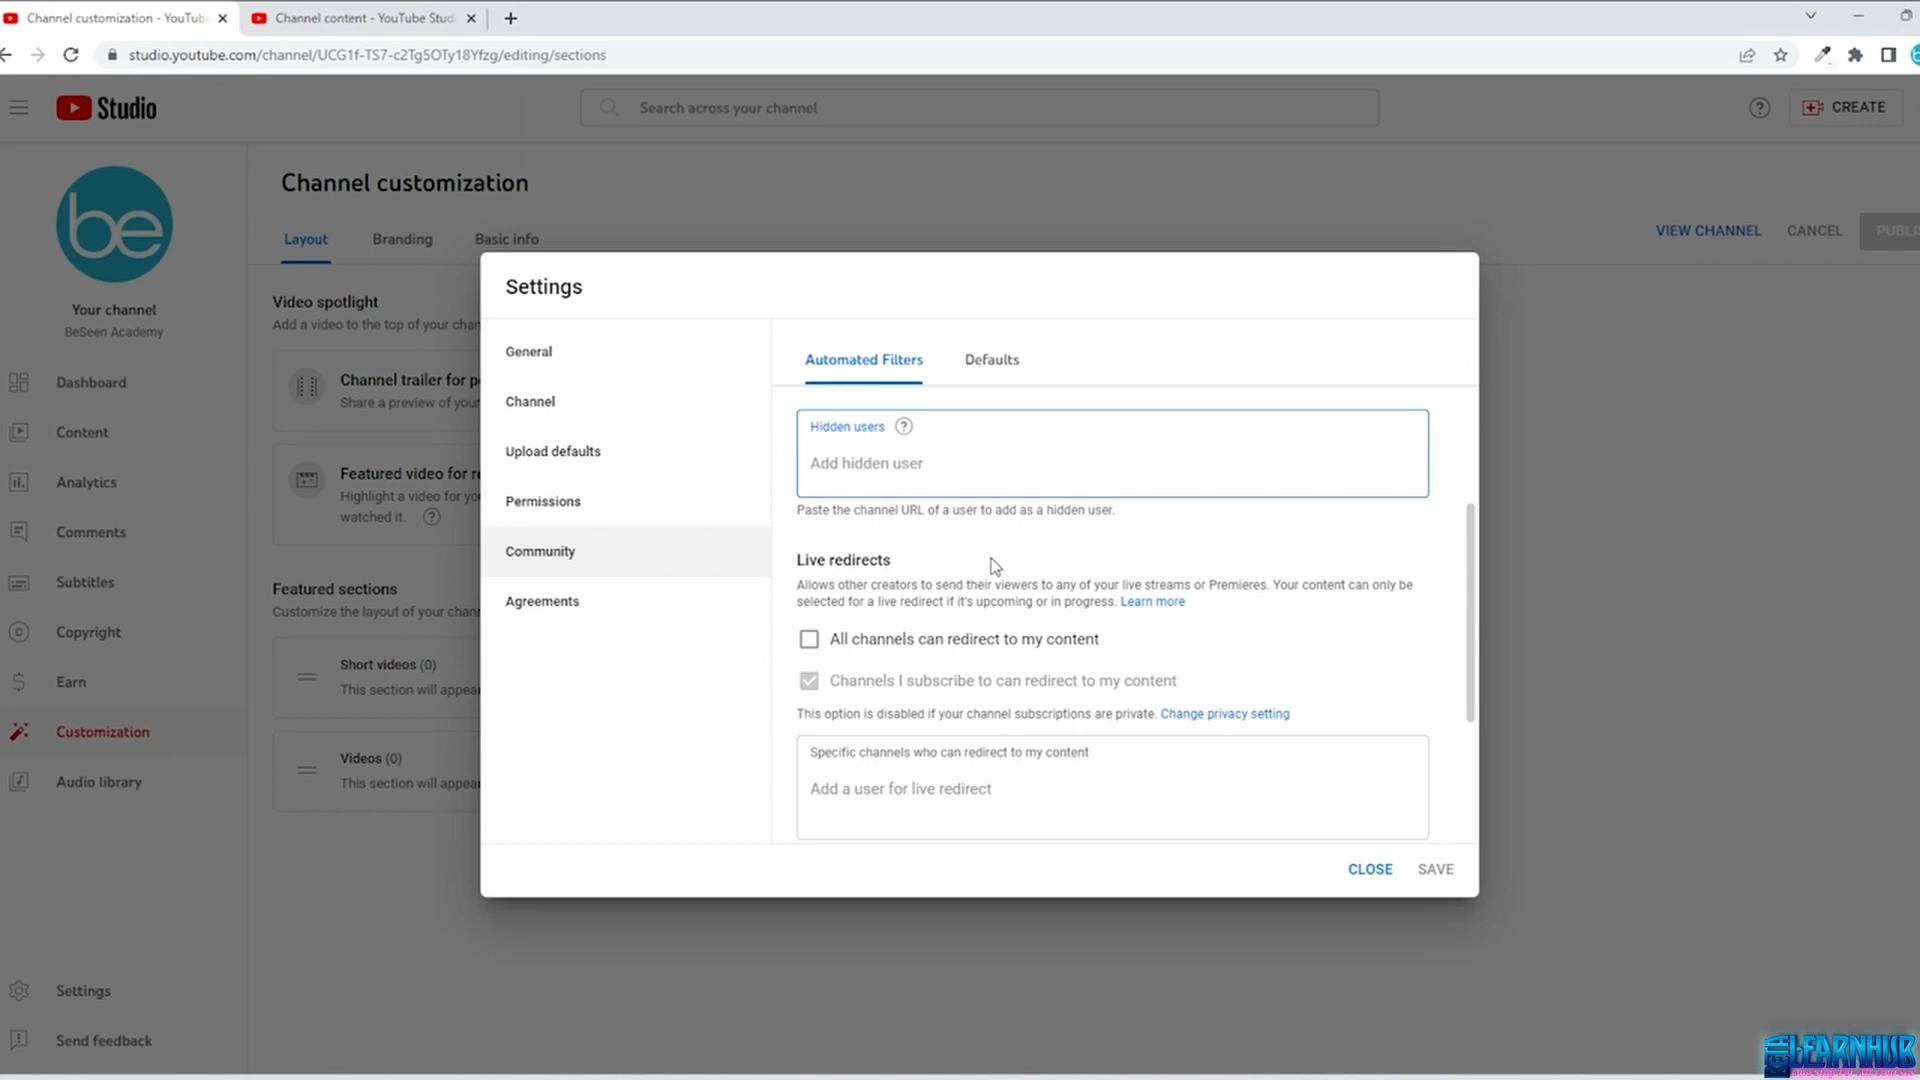 Channel customization - YouTube
Channel content - YouTube Studi
studio.youtube.com/channel/UCG1f-TS7-c2Tg5OTy18Yfzg/editing/sections
Studio
Search across your channel
CREATE
be
Your channel
BeSeen Academy
Dashboard
Content
Analytics
Comments
Subtitles
Copyright
Earn
Customization
Audio library
Settings
Send feedback
Channel customization
Layout
Branding
Basic info
VIEW CHANNEL
CANCEL
PUBLIS
Video spotlight
Add a video to the top of your chan
Channel trailer for p
Share a preview of your
Featured video for re
Highlight a video for yo
watched it.
Featured sections
Customize the layout of your chann
Short videos (0)
This section will appear
Videos (0)
This section will appear
Settings
General
Channel
Upload defaults
Permissions
Community
Agreements
Automated Filters
Defaults
Hidden users
Add hidden user
Paste the channel URL of a user to add as a hidden user.
Live redirects
Allows other creators to send their viewers to any of your live streams or Premieres. Your content can only be
selected for a live redirect if it's upcoming or in progress. Learn more
All channels can redirect to my content
Channels I subscribe to can redirect to my content
This option is disabled if your channel subscriptions are private. Change privacy setting
Specific channels who can redirect to my content
Add a user for live redirect
CLOSE
SAVE
LEARNHUB